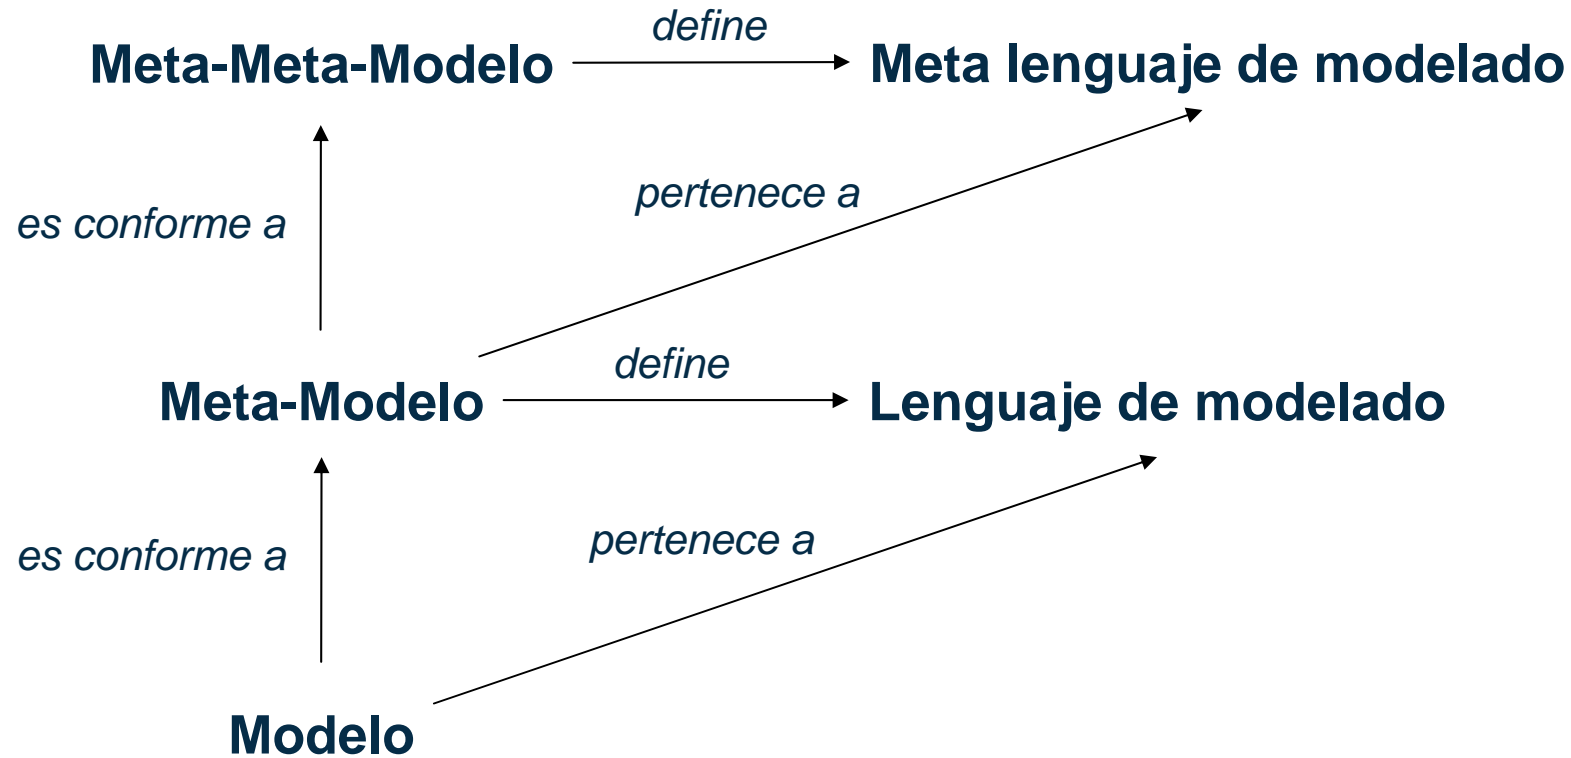 define
Meta-Meta-Modelo
Meta lenguaje de modelado
pertenece a
es conforme a
define
Meta-Modelo
Lenguaje de modelado
pertenece a
es conforme a
Modelo